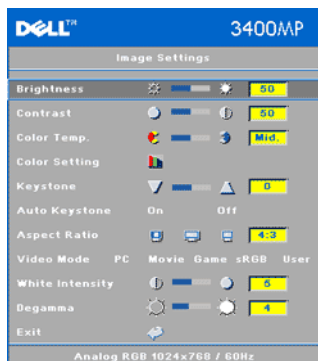 DELL™ 3400MP
Image Settings
Brightness 50
Contrast 50
Color Temp. Mid.
Color Setting
Keystone 0
Auto Keystone On Off
Aspect Ratio 4:3
Video Mode PC Movie Game sRGB User
White Intensity 5
Degamma 4
Exit
Analog RGB 1024x768 / 60Hz